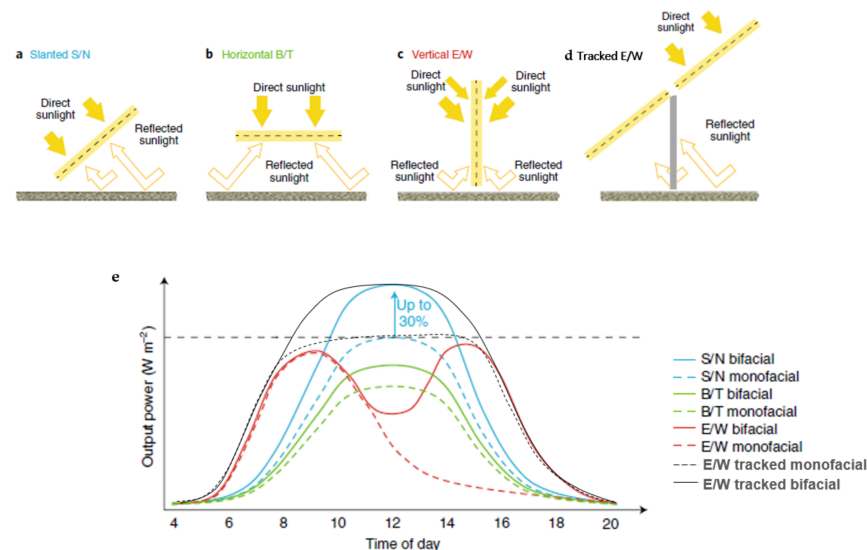 a Slanted S/N
b Horizontal B/T
c Vertical E/W
d Tracked E/W
Direct
sunlight
Reflected
sunlight
Direct sunlight
Reflected
sunlight
Direct
sunlight
Direct
sunlight
Reflected
sunlight
Reflected
sunlight
Direct
sunlight
Reflected
sunlight
e
Output power (W m⁻²)
Up to
30%
4 6 8 10 12 14 16 18 20
Time of day
S/N bifacial
S/N monofacial
B/T bifacial
B/T monofacial
E/W bifacial
E/W monofacial
E/W tracked monofacial
E/W tracked bifacial